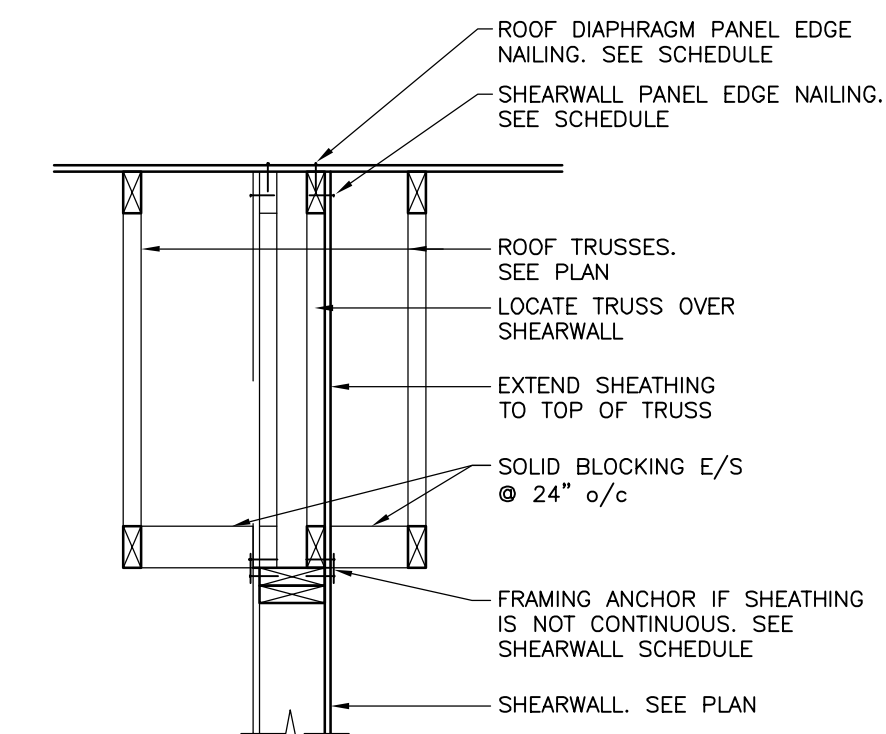 ROOF DIAPHRAGM PANEL EDGE
NAILING. SEE SCHEDULE
SHEARWALL PANEL EDGE NAILING.
SEE SCHEDULE
ROOF TRUSSES.
SEE PLAN
LOCATE TRUSS OVER
SHEARWALL
EXTEND SHEATHING
TO TOP OF TRUSS
SOLID BLOCKING E/S
@ 24" o/c
FRAMING ANCHOR IF SHEATHING
IS NOT CONTINUOUS. SEE
SHEARWALL SCHEDULE
SHEARWALL. SEE PLAN